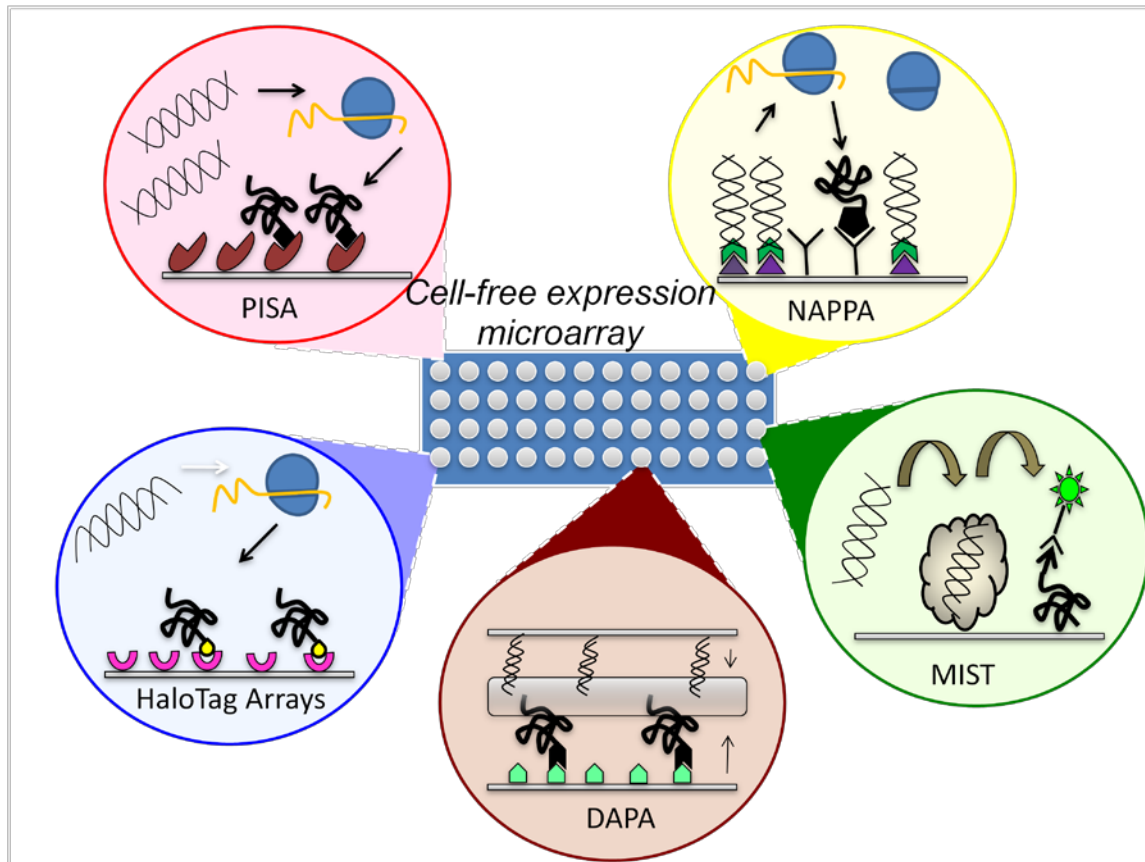 PISA
NAPPA
Cell-free expression
microarray
HaloTag Arrays
MIST
DAPA